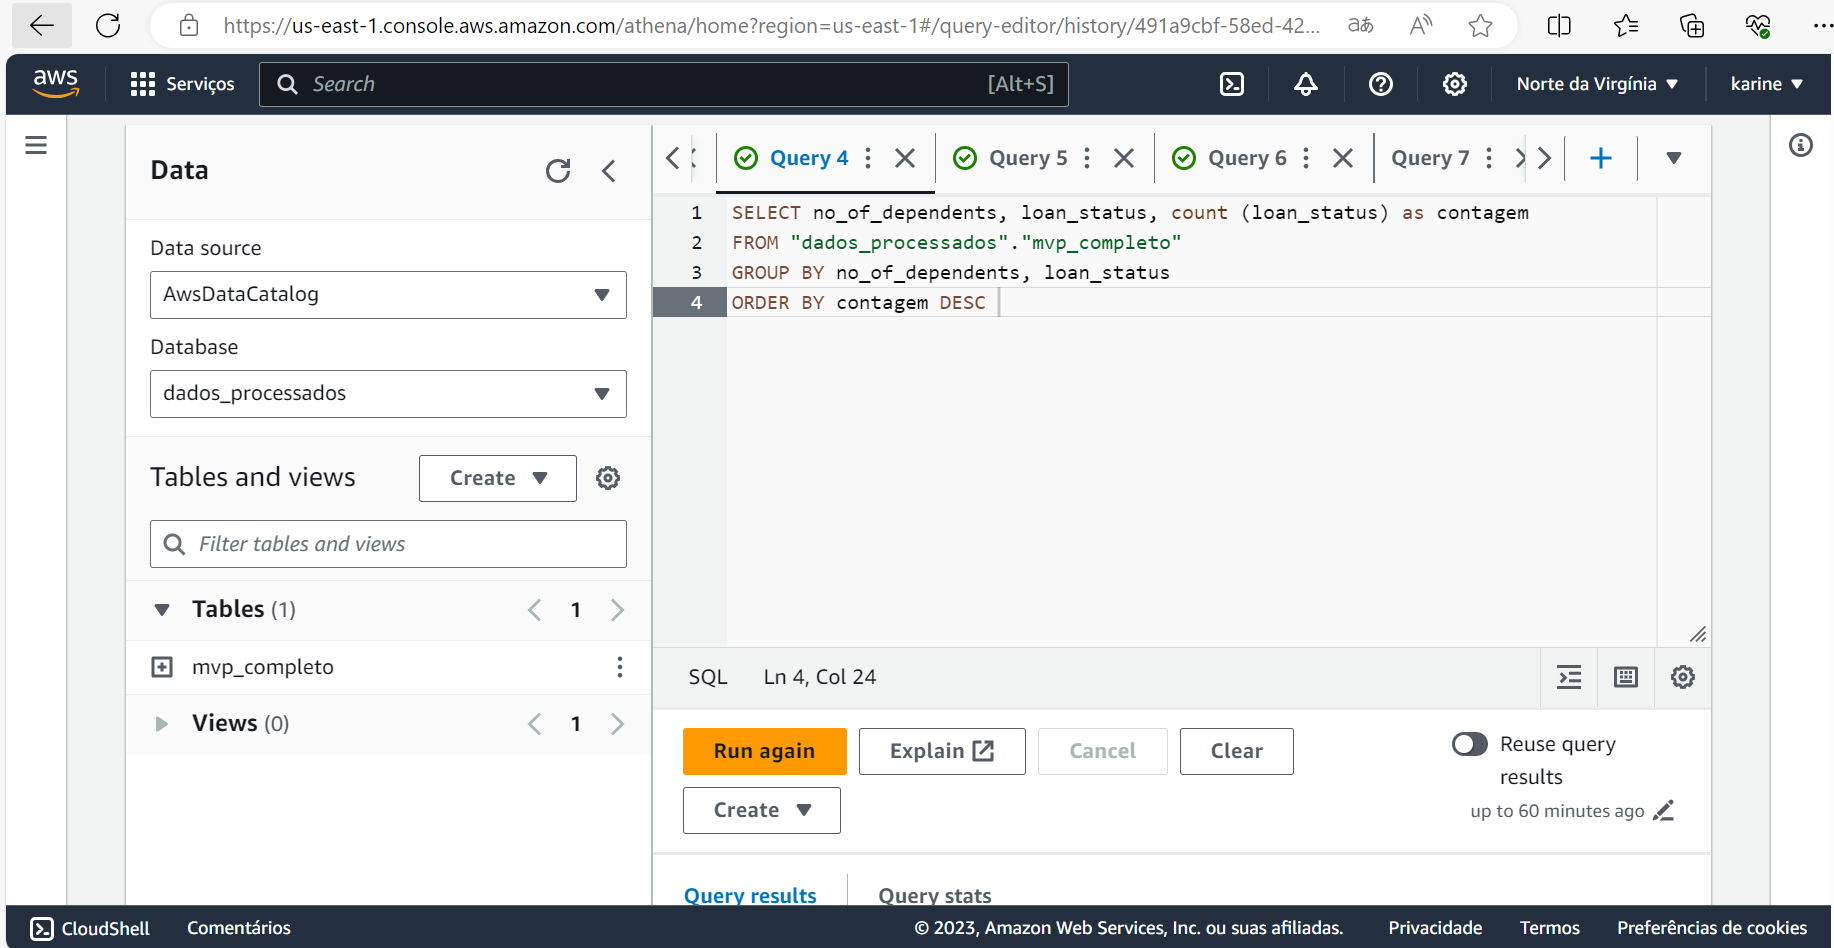 https://us-east-1.console.aws.amazon.com/athena/home?region=us-east-1#/query-editor/history/491a9cbf-58ed-42...
aws Serviços Search [Alt+S] Norte da Virgínia karine
Data
Data source
AwsDataCatalog
Database
dados_processados
Tables and views Create
Filter tables and views
Tables (1) 1
mvp_completo
Views (0) 1
Query 4 Query 5 Query 6 Query 7
1 SELECT no_of_dependents, loan_status, count (loan_status) as contagem
2 FROM "dados_processados"."mvp_completo"
3 GROUP BY no_of_dependents, loan_status
4 ORDER BY contagem DESC
SQL Ln 4, Col 24
Run again Explain Cancel Clear
Create
Reuse query
results
up to 60 minutes ago
Query results Query stats
CloudShell Comentários © 2023, Amazon Web Services, Inc. ou suas afiliadas. Privacidade Termos Preferências de cookies